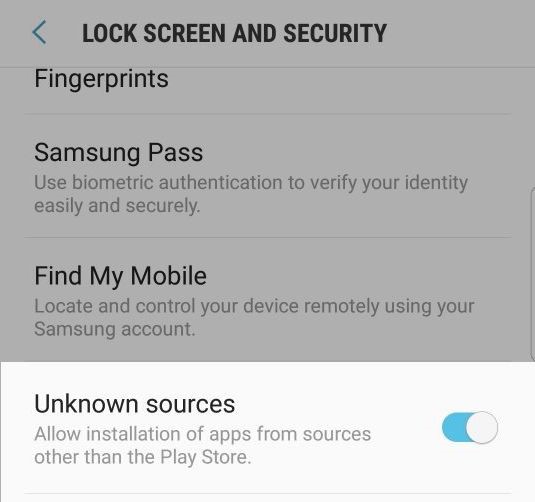 LOCK SCREEN AND SECURITY
Fingerprints
Samsung Pass
Use biometric authentication to verify your identity
easily and securely.
Find My Mobile
Locate and control your device remotely using your
Samsung account.
Unknown sources
Allow installation of apps from sources
other than the Play Store.